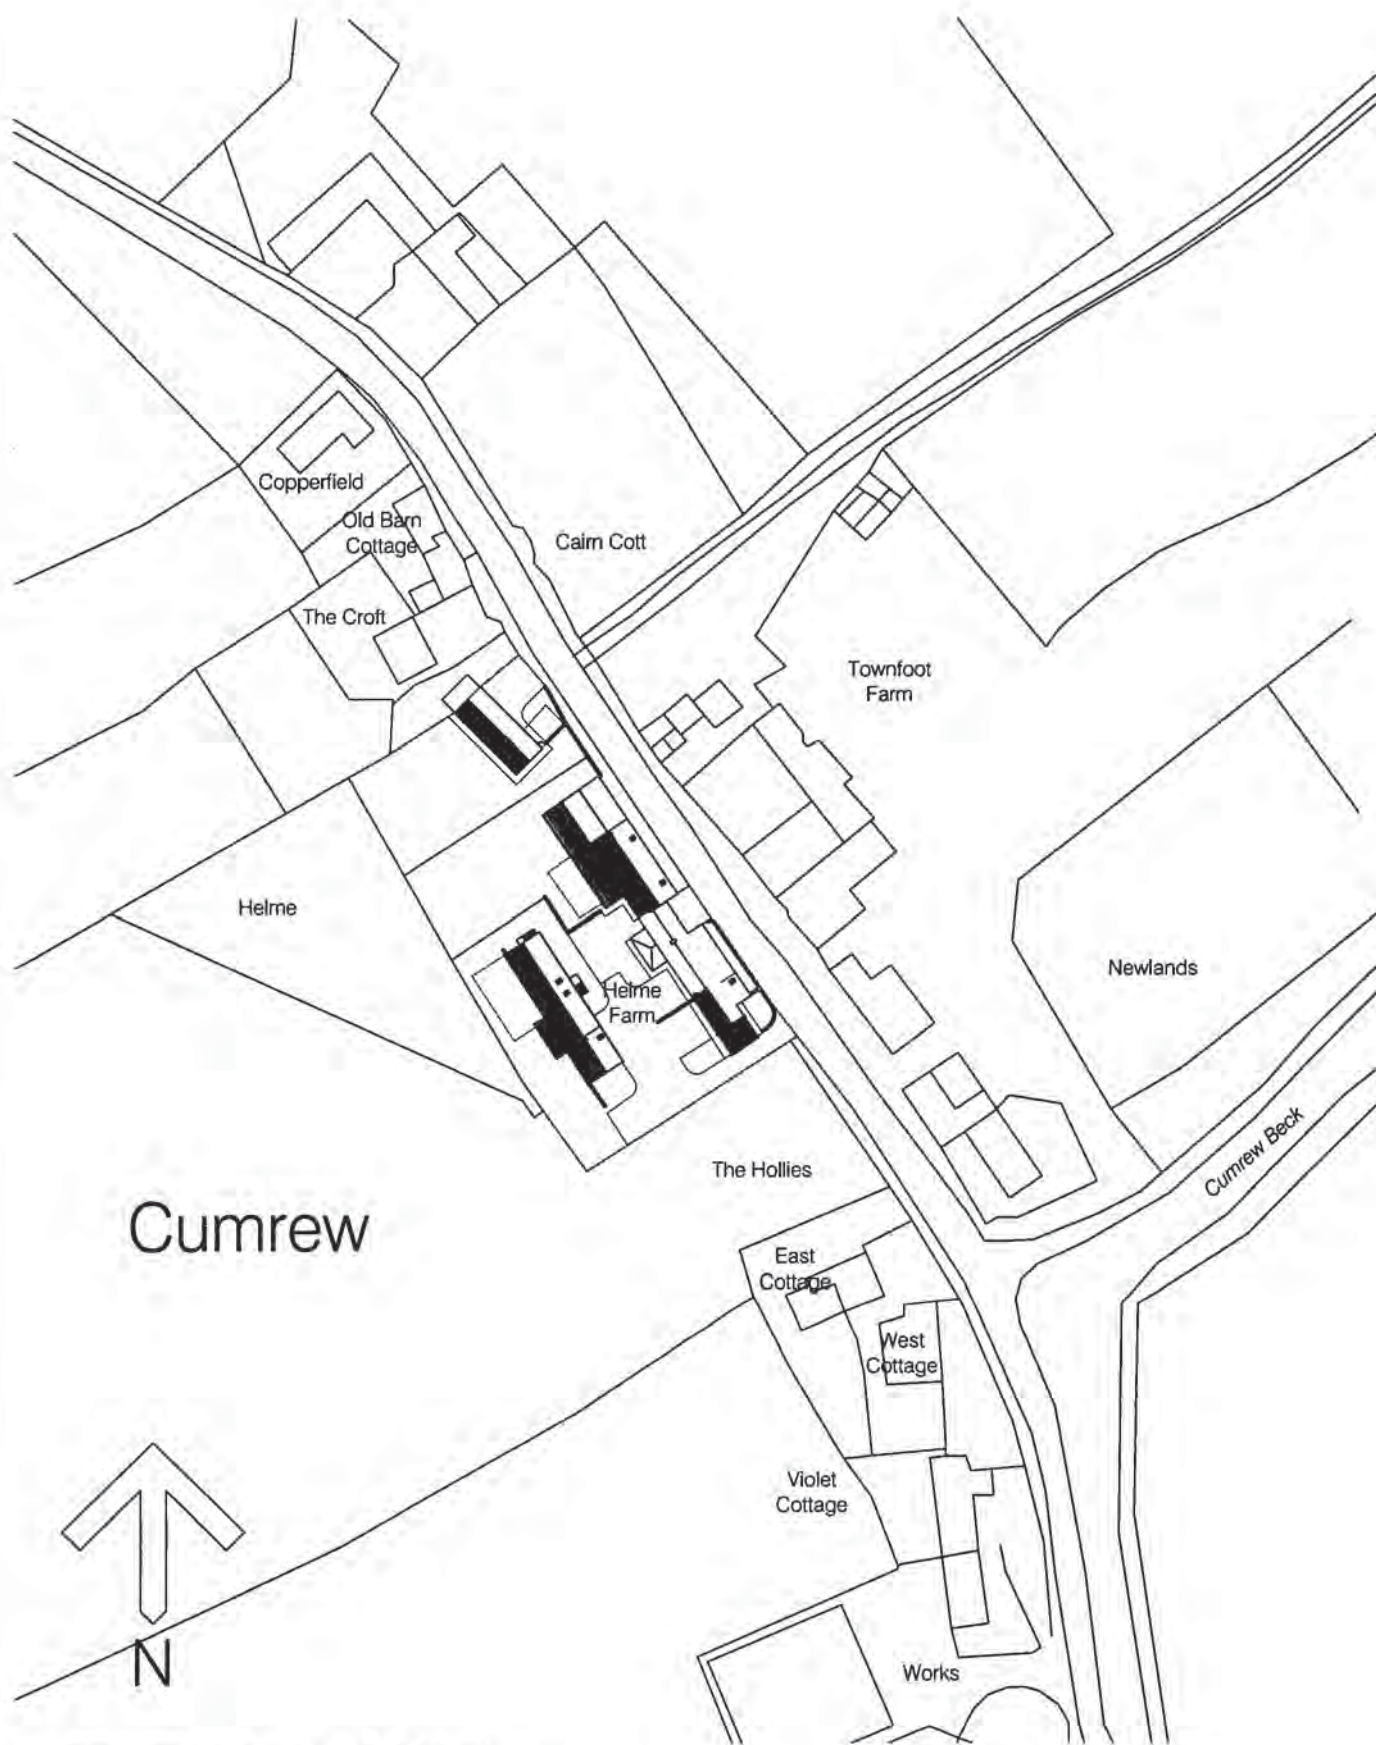 Copperfield
Old Barn
Cottage
Cairn Cott
The Croft
Townfoot
Farm
Helme
Newlands
Helme
Farm
Cumrew Beck
The Hollies
Cumrew
East
Cottage
West
Cottage
Violet
Cottage
N
Works